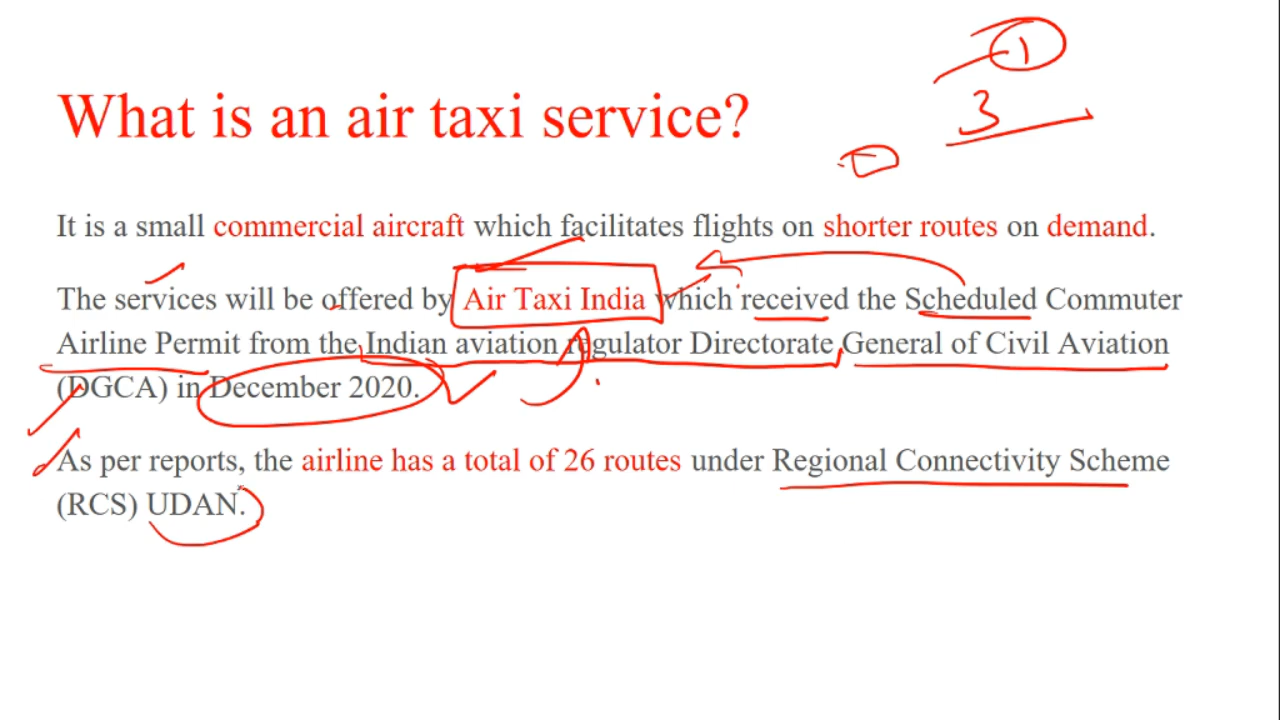 1
3
What is an air taxi service?
It is a small commercial aircraft which facilitates flights on shorter routes on demand.
The services will be offered by Air Taxi India which received the Scheduled Commuter
Airline Permit from the Indian aviation regulator Directorate General of Civil Aviation
(DGCA) in December 2020.
As per reports, the airline has a total of 26 routes under Regional Connectivity Scheme
(RCS) UDAN.